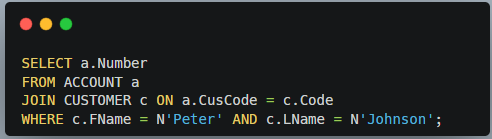 SELECT a.Number
FROM ACCOUNT a
JOIN CUSTOMER c ON a.CusCode = c.Code
WHERE c.FName = N'Peter' AND c.LName = N'Johnson';